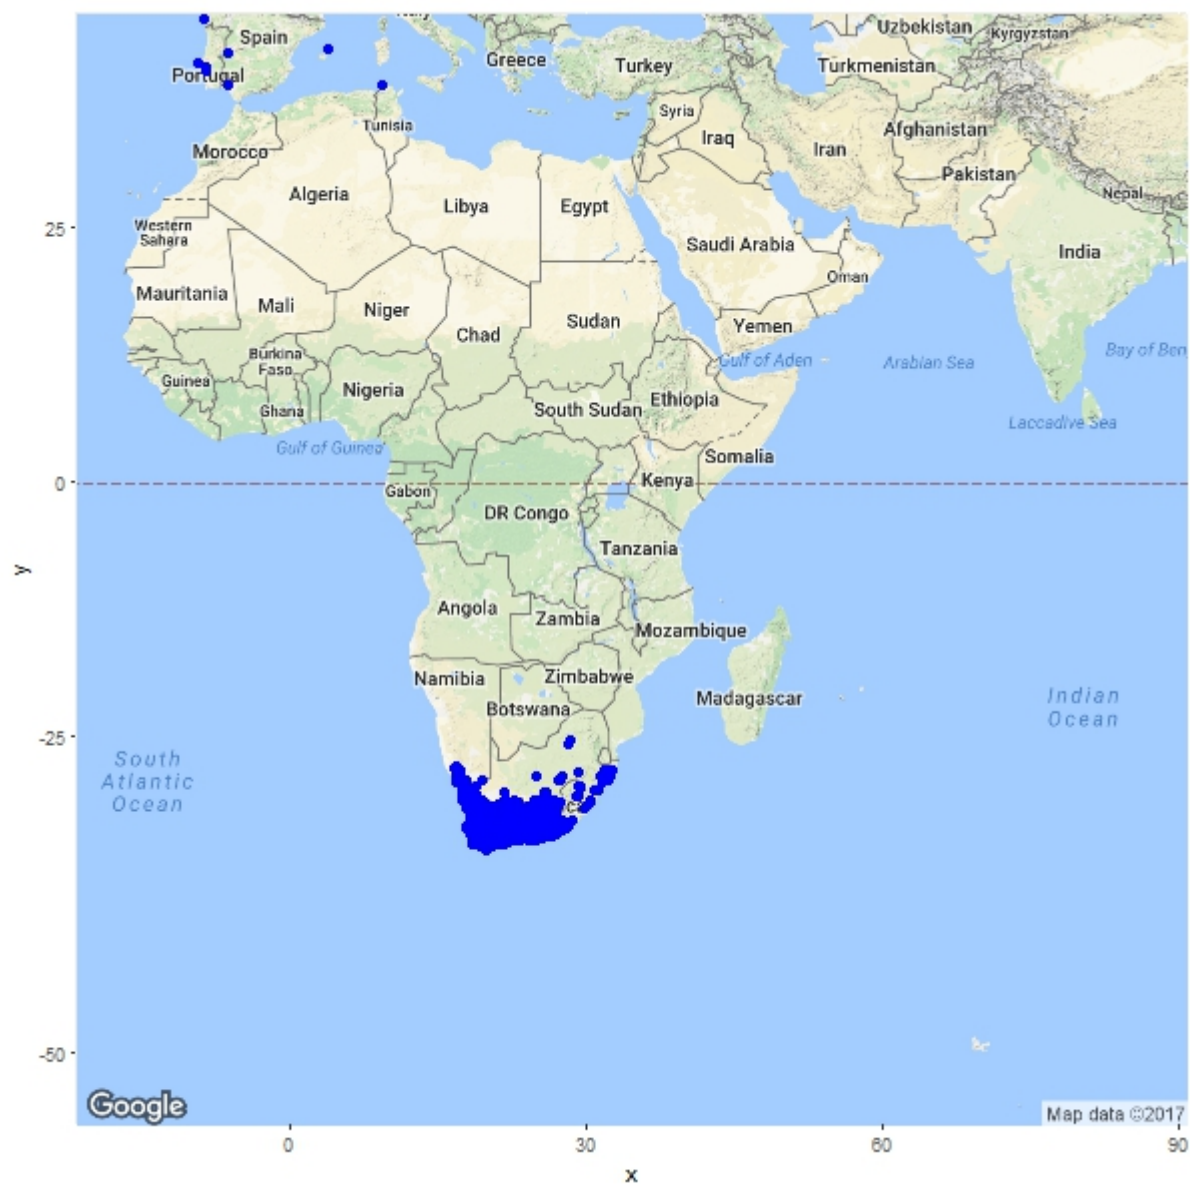 Italy
Spain
Uzbekistan
Kyrgyzstan
Greece
Turkey
Turkmenistan
Portugal
Syria
Tunisia
Afghanistan
Iraq
Morocco
Iran
Pakistan
Algeria
Nepal
Libya
Egypt
25
Western
Sahara
Saudi Arabia
India
Oman
Mauritania
Mali
Niger
Sudan
Yemen
Chad
Burkina
Faso
Gulf of Aden
Arabian Sea
Bay of Ben
Guinea
Nigeria
Ethiopia
Ghana
South Sudan
Laccadive Sea
Gulf of Guinea
Somalia
0
Gabon
Kenya
DR Congo
Tanzania
y
Angola
Zambia
Mozambique
Namibia
Zimbabwe
Madagascar
Indian
Ocean
Botswana
-25
South
Atlantic
Ocean
-50
Google
Map data ©2017
0
30
60
90
x